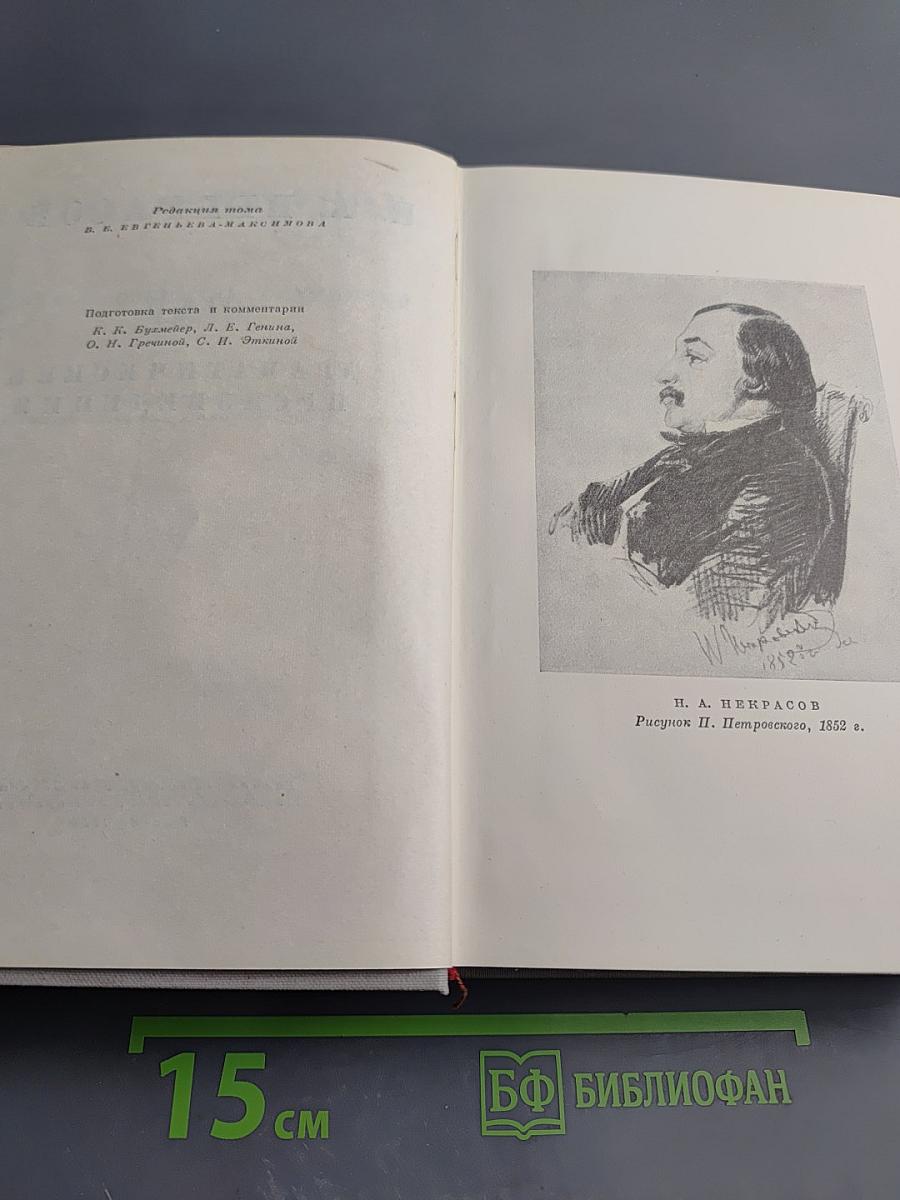 Редакция тома
В. Е. ЕВГЕНЬЕВА-МАКСИМОВА
Подготовка текста и комментарии
К. К. Бухмейер, Л. Е. Генина,
О. Н. Гречиной, С. И. Эткиной
1852
Н. А. НЕКРАСОВ
Рисунок П. Петровского, 1852 г.
15 см
БФ БИБЛИОФАН